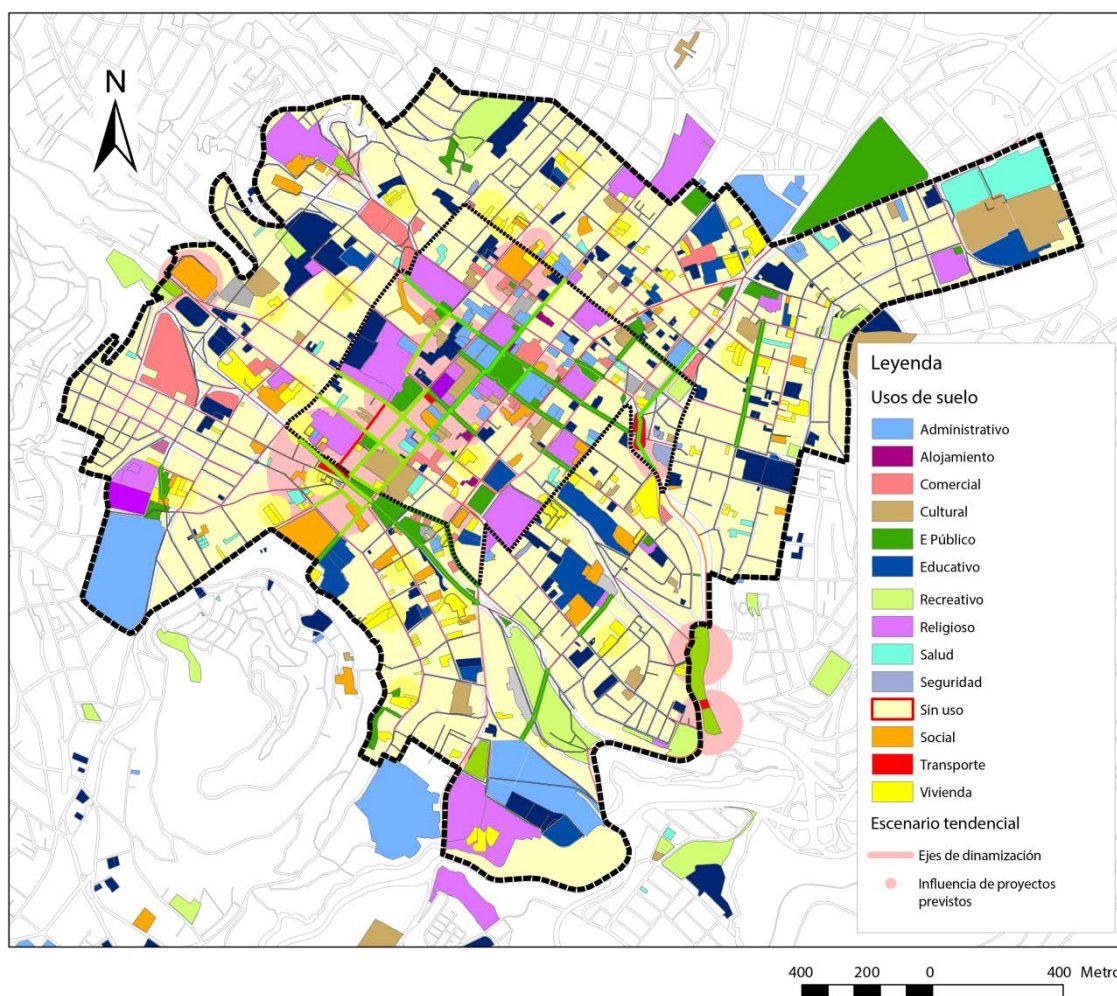 N
Leyenda
Usos de suelo
Administrativo
Alojamiento
Comercial
Cultural
E Público
Educativo
Recreativo
Religioso
Salud
Seguridad
Sin uso
Social
Transporte
Vivienda
Escenario tendencial
Ejes de dinamización
Influencia de proyectos
previstos
400 200 0 400 Metro